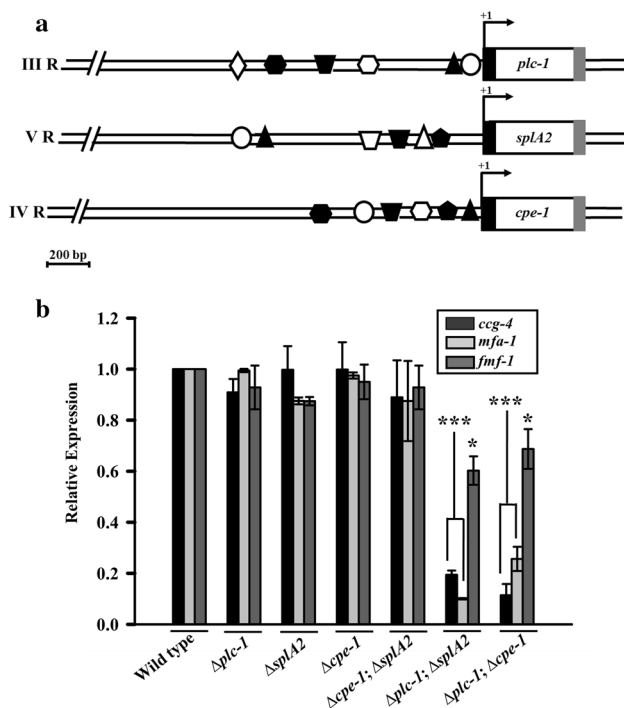 a
III R
+1
plc-1
V R
+1
splA2
IV R
+1
cpe-1
200 bp
b
Relative Expression
1.2
1.0
0.8
0.6
0.4
0.2
0.0
ccg-4
mfa-1
fmf-1
***
*
***
*
Wild type
Δplc-1
ΔsplA2
Δcpe-1
Δcpe-1; ΔsplA2
Δplc-1; ΔsplA2
Δplc-1; Δcpe-1